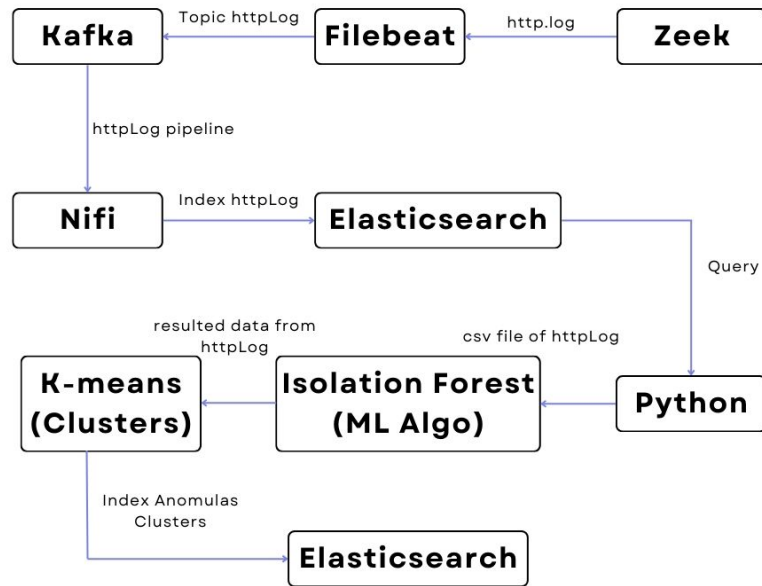 Kafka
Topic httpLog
Filebeat
http.log
Zeek
httpLog pipeline
Nifi
Index httpLog
Elasticsearch
Query
resulted data from
httpLog
csv file of httpLog
K-means
(Clusters)
Isolation Forest
(ML Algo)
Python
Index Anomulas
Clusters
Elasticsearch